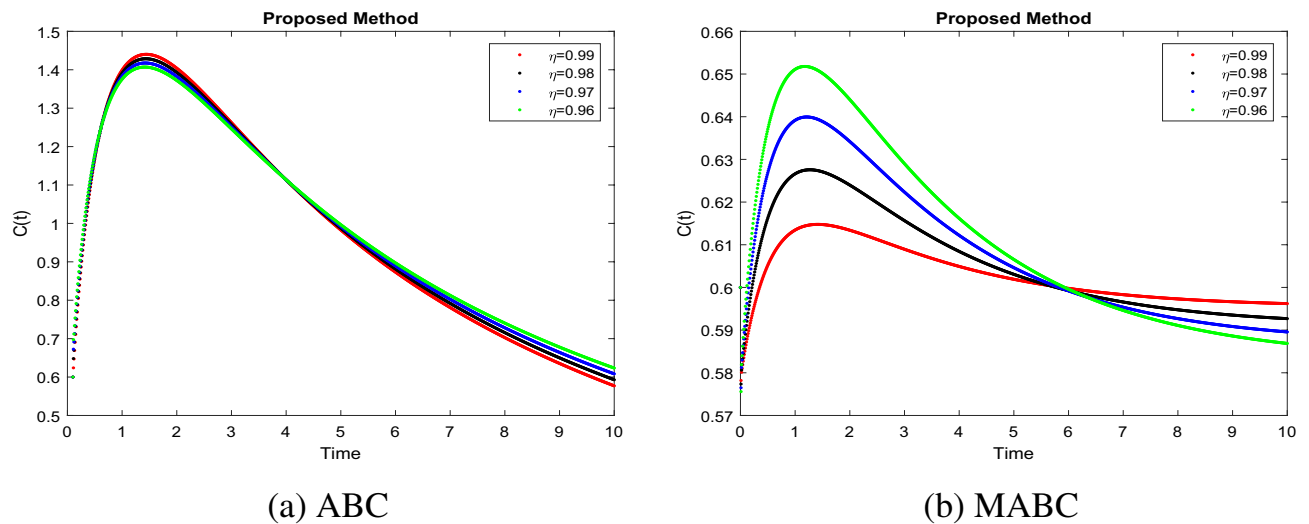 Proposed Method
1.5
1.4
1.3
1.2
1.1
1
0.9
0.8
0.7
0.6
0.5
C(t)
0 1 2 3 4 5 6 7 8 9 10
Time
η=0.99
η=0.98
η=0.97
η=0.96
(a) ABC
Proposed Method
0.66
0.65
0.64
0.63
0.62
0.61
0.6
0.59
0.58
0.57
C(t)
0 1 2 3 4 5 6 7 8 9 10
Time
η=0.99
η=0.98
η=0.97
η=0.96
(b) MABC